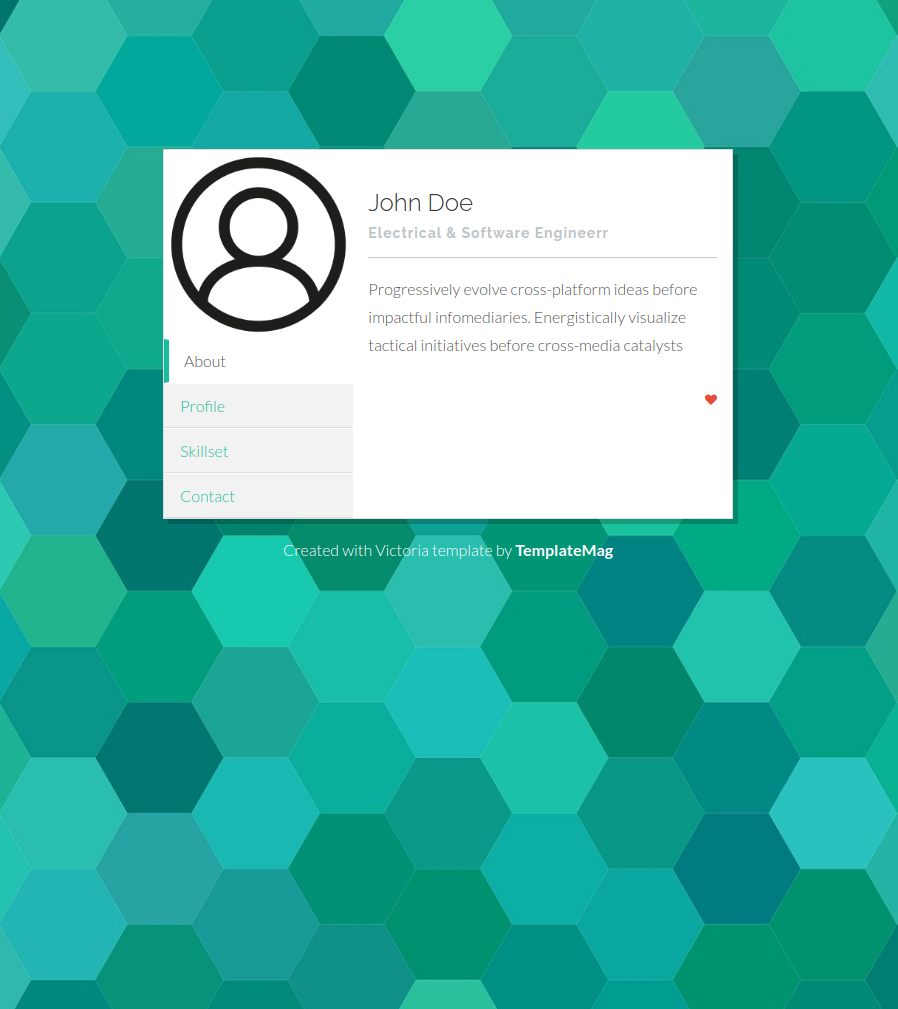 John Doe
Electrical & Software Engineerr
Progressively evolve cross-platform ideas before
impactful infomediaries. Energistically visualize
tactical initiatives before cross-media catalysts
About
Profile
Skillset
Contact
Created with Victoria template by TemplateMag